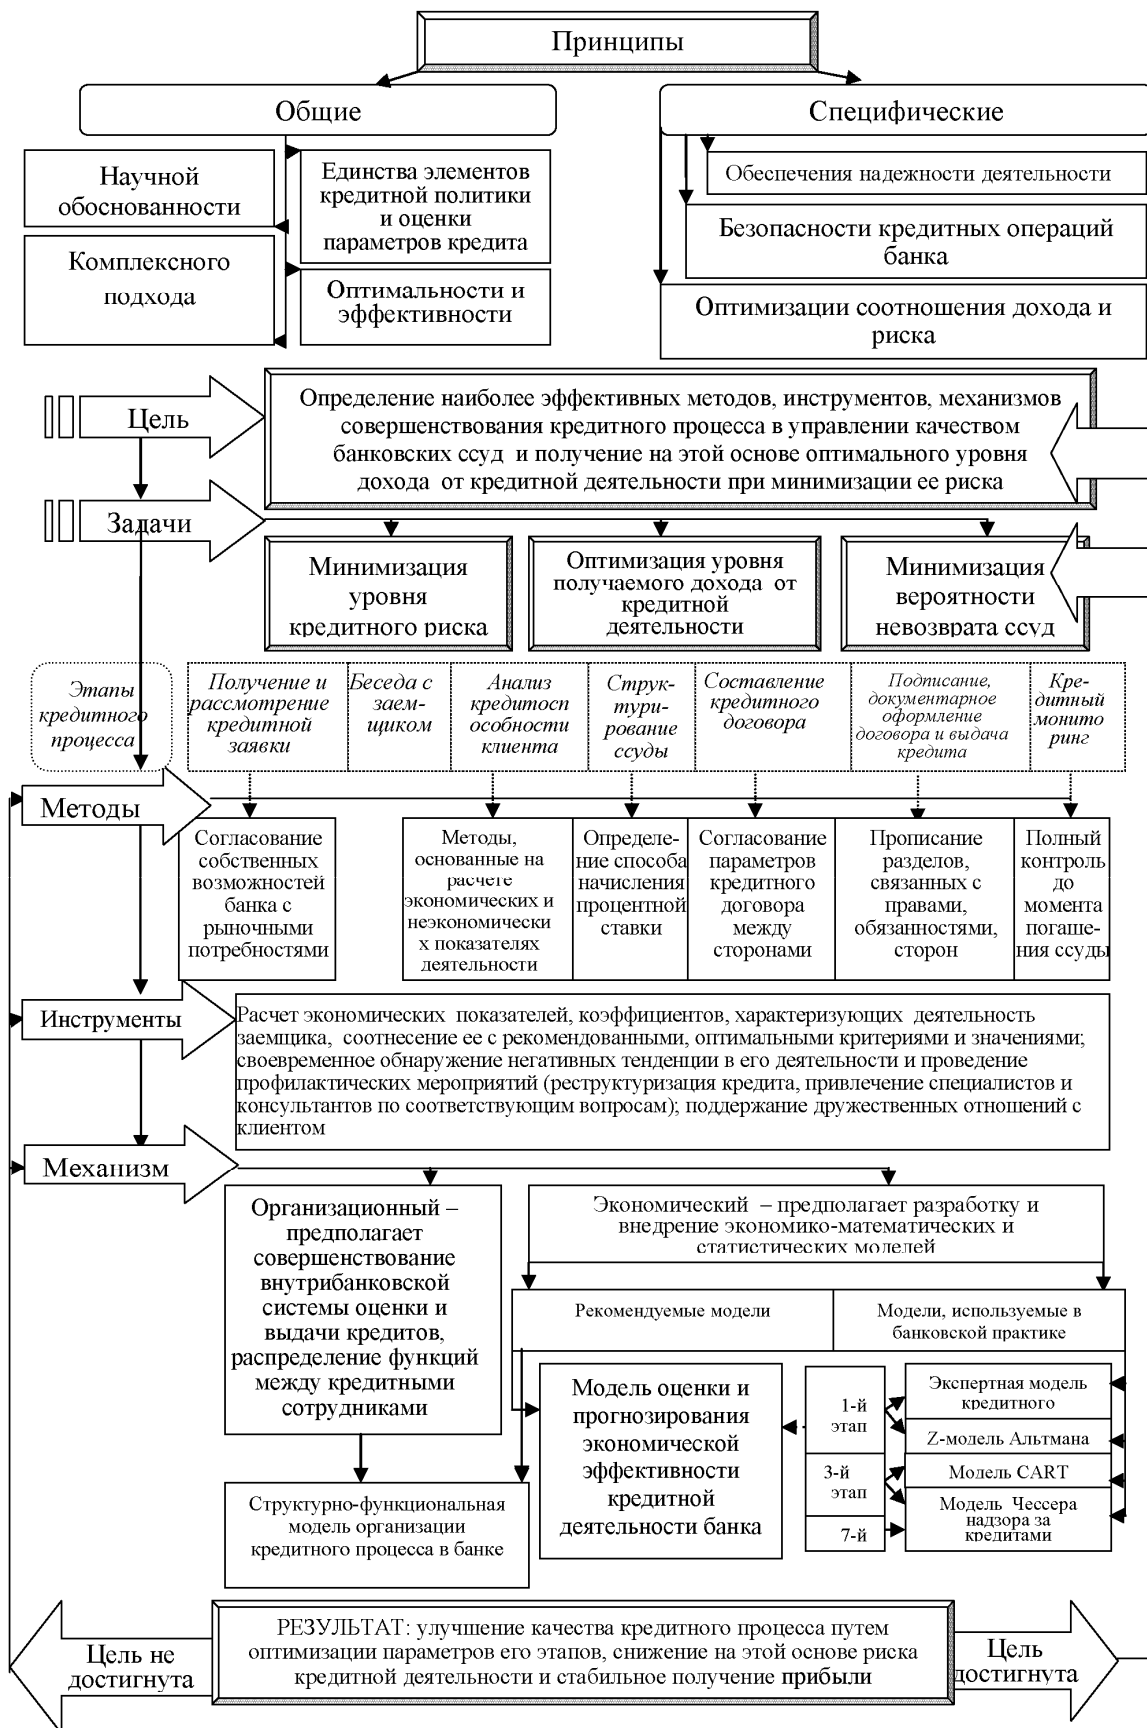 Принципы
Общие
Специфические
Научной
обоснованности
Единства элементов
кредитной политики
и оценки
параметров кредита
Комплексного
подхода
Оптимальности и
эффективности
Обеспечения надежности деятельности
Безопасности кредитных операций
банка
Оптимизации соотношения дохода и
риска
Цель
Определение наиболее эффективных методов, инструментов, механизмов
совершенствования кредитного процесса в управлении качеством
банковских ссуд и получение на этой основе оптимального уровня
дохода от кредитной деятельности при минимизации ее риска
Задачи
Минимизация
уровня
кредитного риска
Оптимизация уровня
получаемого дохода от
кредитной
деятельности
Минимизация
вероятности
невозврата ссуд
Этапы
кредитного
процесса
Получение и
рассмотрение
кредитной
заявки
Беседа с
заем-
щиком
Анализ
кредитосп
особности
клиента
Струк-
тури-
рование
ссуды
Составление
кредитного
договора
Подписание,
документарное
оформление
договора и выдача
кредита
Кре-
дитный
монито
ринг
Методы
Согласование
собственных
возможностей
банка с
рыночными
потребностями
Методы,
основанные на
расчете
экономических и
неэкономически
х показателях
деятельности
Определе-
ние способа
начисления
процентной
ставки
Согласование
параметров
кредитного
договора
между
сторонами
Прописание
разделов,
связанных с
правами,
обязанностями,
сторон
Полный
контроль
до
момента
погаше-
ния ссуды
Инструменты
Расчет экономических показателей, коэффициентов, характеризующих деятельность
заемщика, соотнесение ее с рекомендованными, оптимальными критериями и значениями;
своевременное обнаружение негативных тенденции в его деятельности и проведение
профилактических мероприятий (реструктуризация кредита, привлечение специалистов и
консультантов по соответствующим вопросам); поддержание дружественных отношений с
клиентом
Механизм
Организационный –
предполагает
совершенствование
внутрибанковской
системы оценки и
выдачи кредитов,
распределение функций
между кредитными
сотрудниками
Экономический – предполагает разработку и
внедрение экономико-математических и
статистических моделей
Рекомендуемые модели
Модели, используемые в
банковской практике
Модель оценки и
прогнозирования
экономической
эффективности
кредитной
деятельности банка
1-й
этап
3-й
этап
7-й
Экспертная модель
кредитного
Z-модель Альтмана
Модель CART
Модель Чессера
надзора за
кредитами
Структурно-функциональная
модель организации
кредитного процесса в банке
Цель не
достигнута
РЕЗУЛЬТАТ: улучшение качества кредитного процесса путем
оптимизации параметров его этапов, снижение на этой основе риска
кредитной деятельности и стабильное получение прибыли
Цель
достигнута